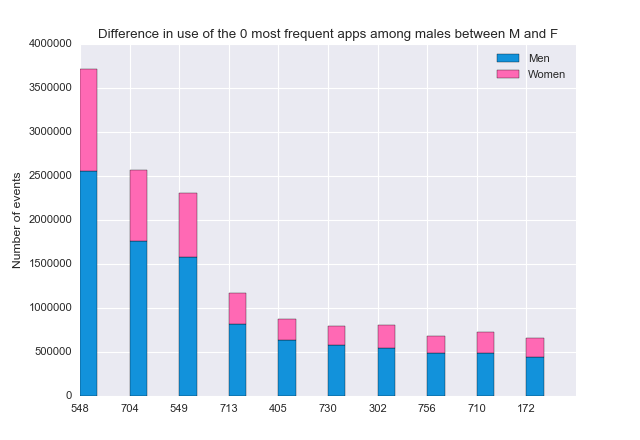 Difference in use of the 0 most frequent apps among males between M and F
4000000
3500000
3000000
2500000
2000000
1500000
1000000
500000
0
Number of events
Men
Women
548 704 549 713 405 730 302 756 710 172